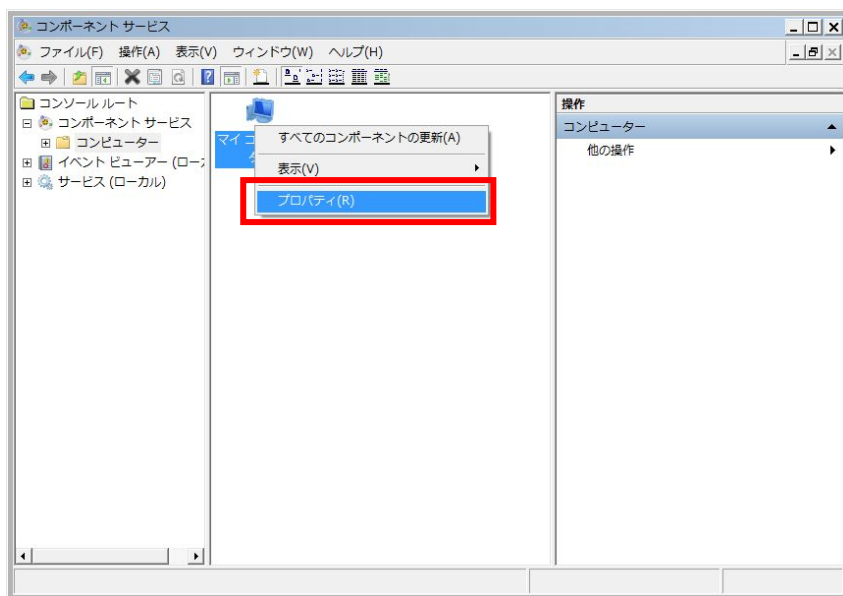 コンポーネント サービス
ファイル(F) 操作(A) 表示(V) ウィンドウ(W) ヘルプ(H)
コンソール ルート
コンポーネント サービス
コンピューター
イベント ビューアー (ローカ
サービス (ローカル)
マイ コ
すべてのコンポーネントの更新(A)
表示(V)
プロパティ(R)
操作
コンピューター
他の操作